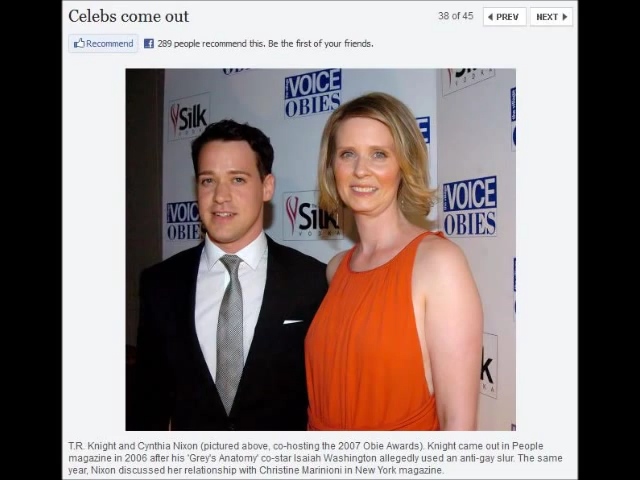 Celebs come out
38 of 45
PREV
NEXT
Recommend
289 people recommend this. Be the first of your friends.
VOICE
OBIES
Silk
VODKA
VOICE
OBIES
Silk
VODKA
VOICE
OBIES
T.R. Knight and Cynthia Nixon (pictured above, co-hosting the 2007 Obie Awards). Knight came out in People
magazine in 2006 after his 'Grey's Anatomy' co-star Isaiah Washington allegedly used an anti-gay slur. The same
year, Nixon discussed her relationship with Christine Marinioni in New York magazine.